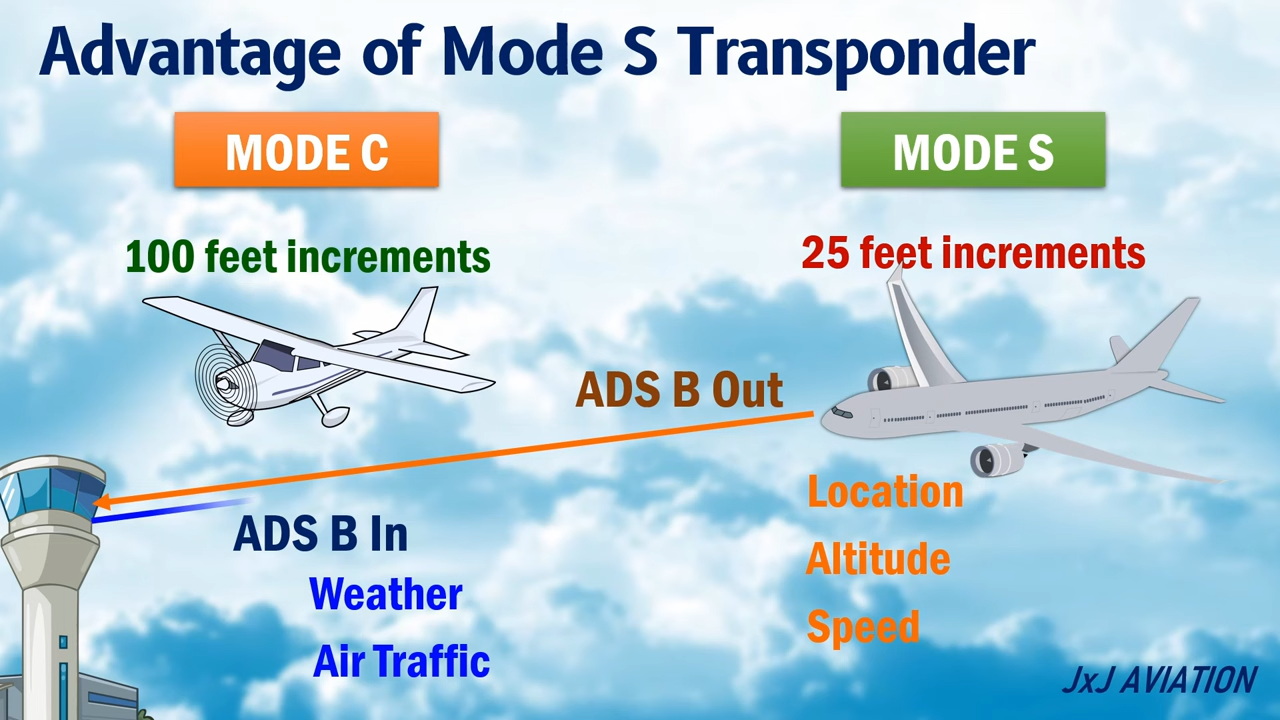 Advantage of Mode S Transponder
MODE C
MODE S
100 feet increments
25 feet increments
ADS B Out
ADS B In
Weather
Air Traffic
Location
Altitude
Speed
JxJ AVIATION